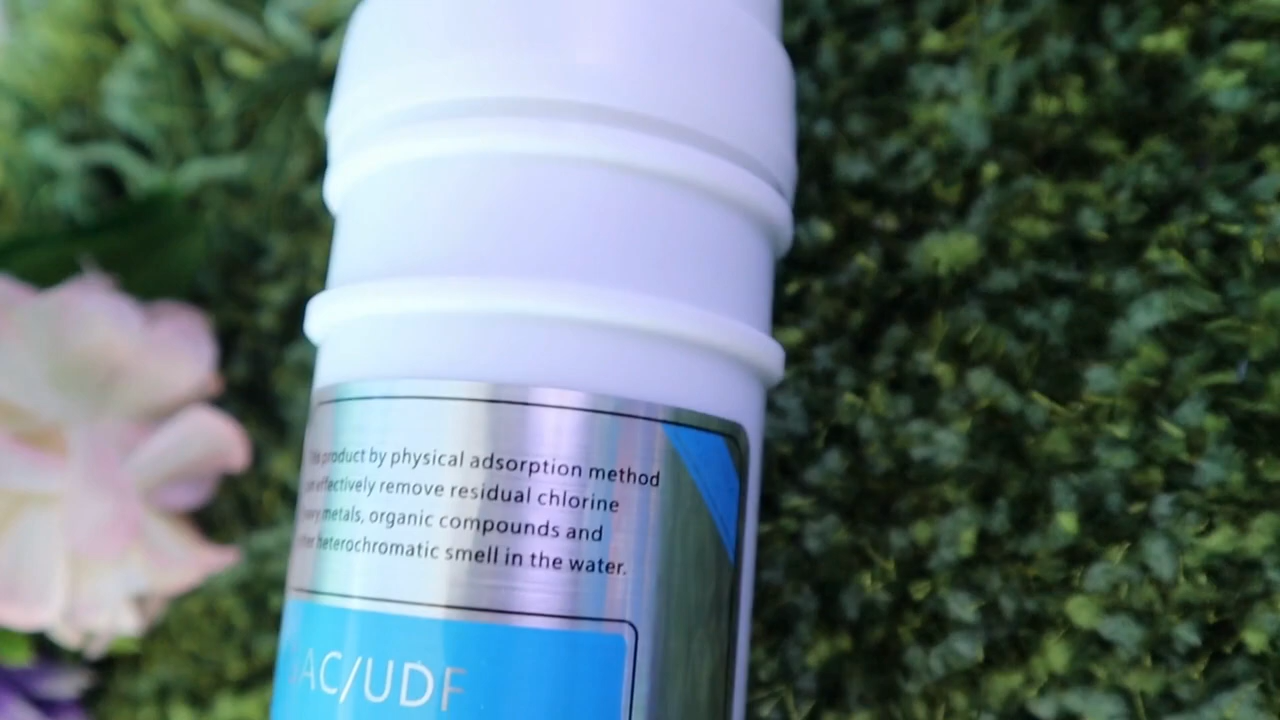 product by physical adsorption method
effectively remove residual chlorine
metals, organic compounds and
heterochromatic smell in the water.
AC/UDF